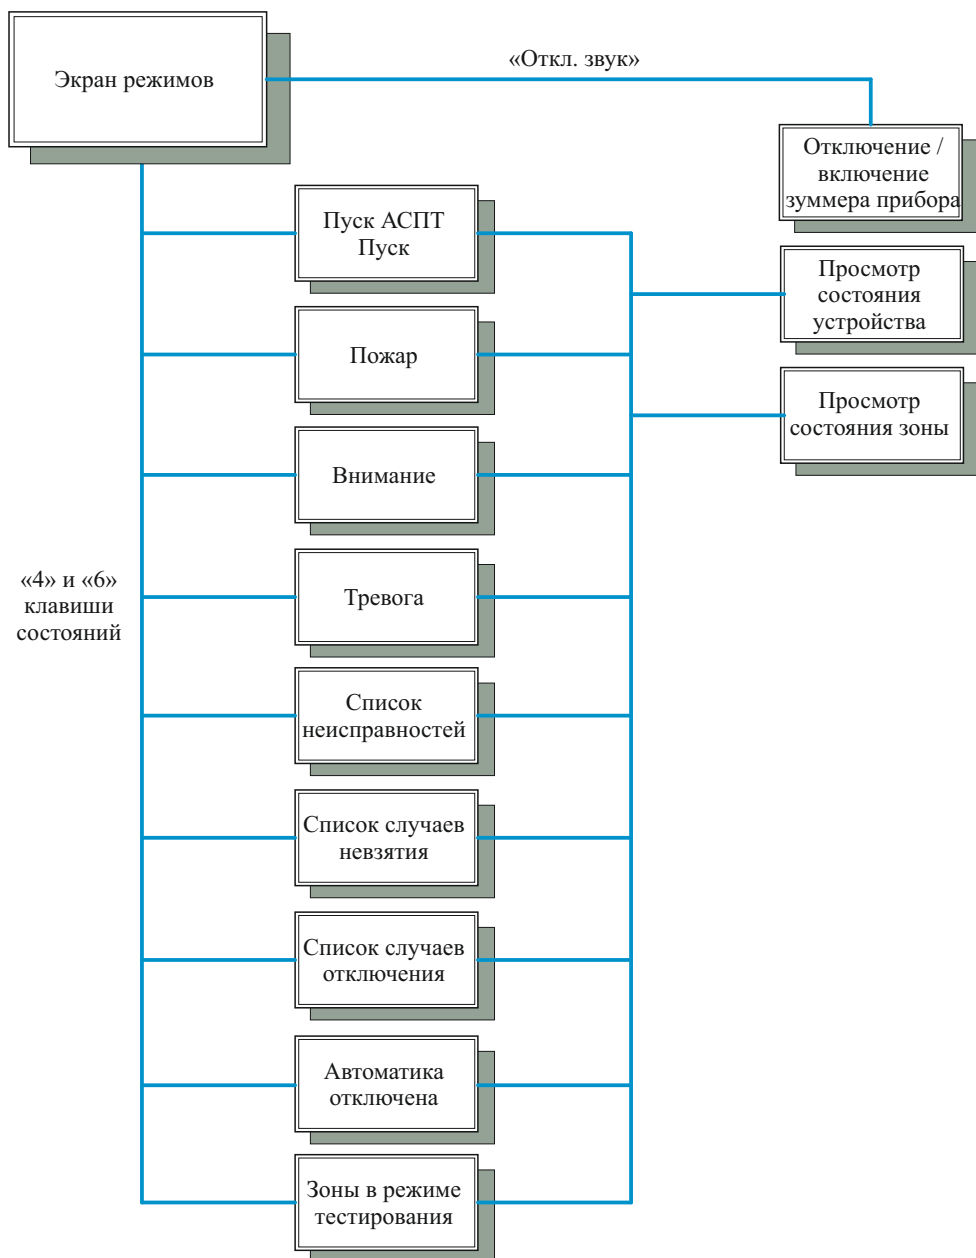 Экран режимов
«Откл. звук»
Отключение /
включение
зуммера прибора
Пуск АСПТ
Пуск
Просмотр
состояния
устройства
Пожар
Просмотр
состояния зоны
Внимание
«4» и «6»
клавиши
состояний
Тревога
Список
неисправностей
Список случаев
невзятия
Список случаев
отключения
Автоматика
отключена
Зоны в режиме
тестирования